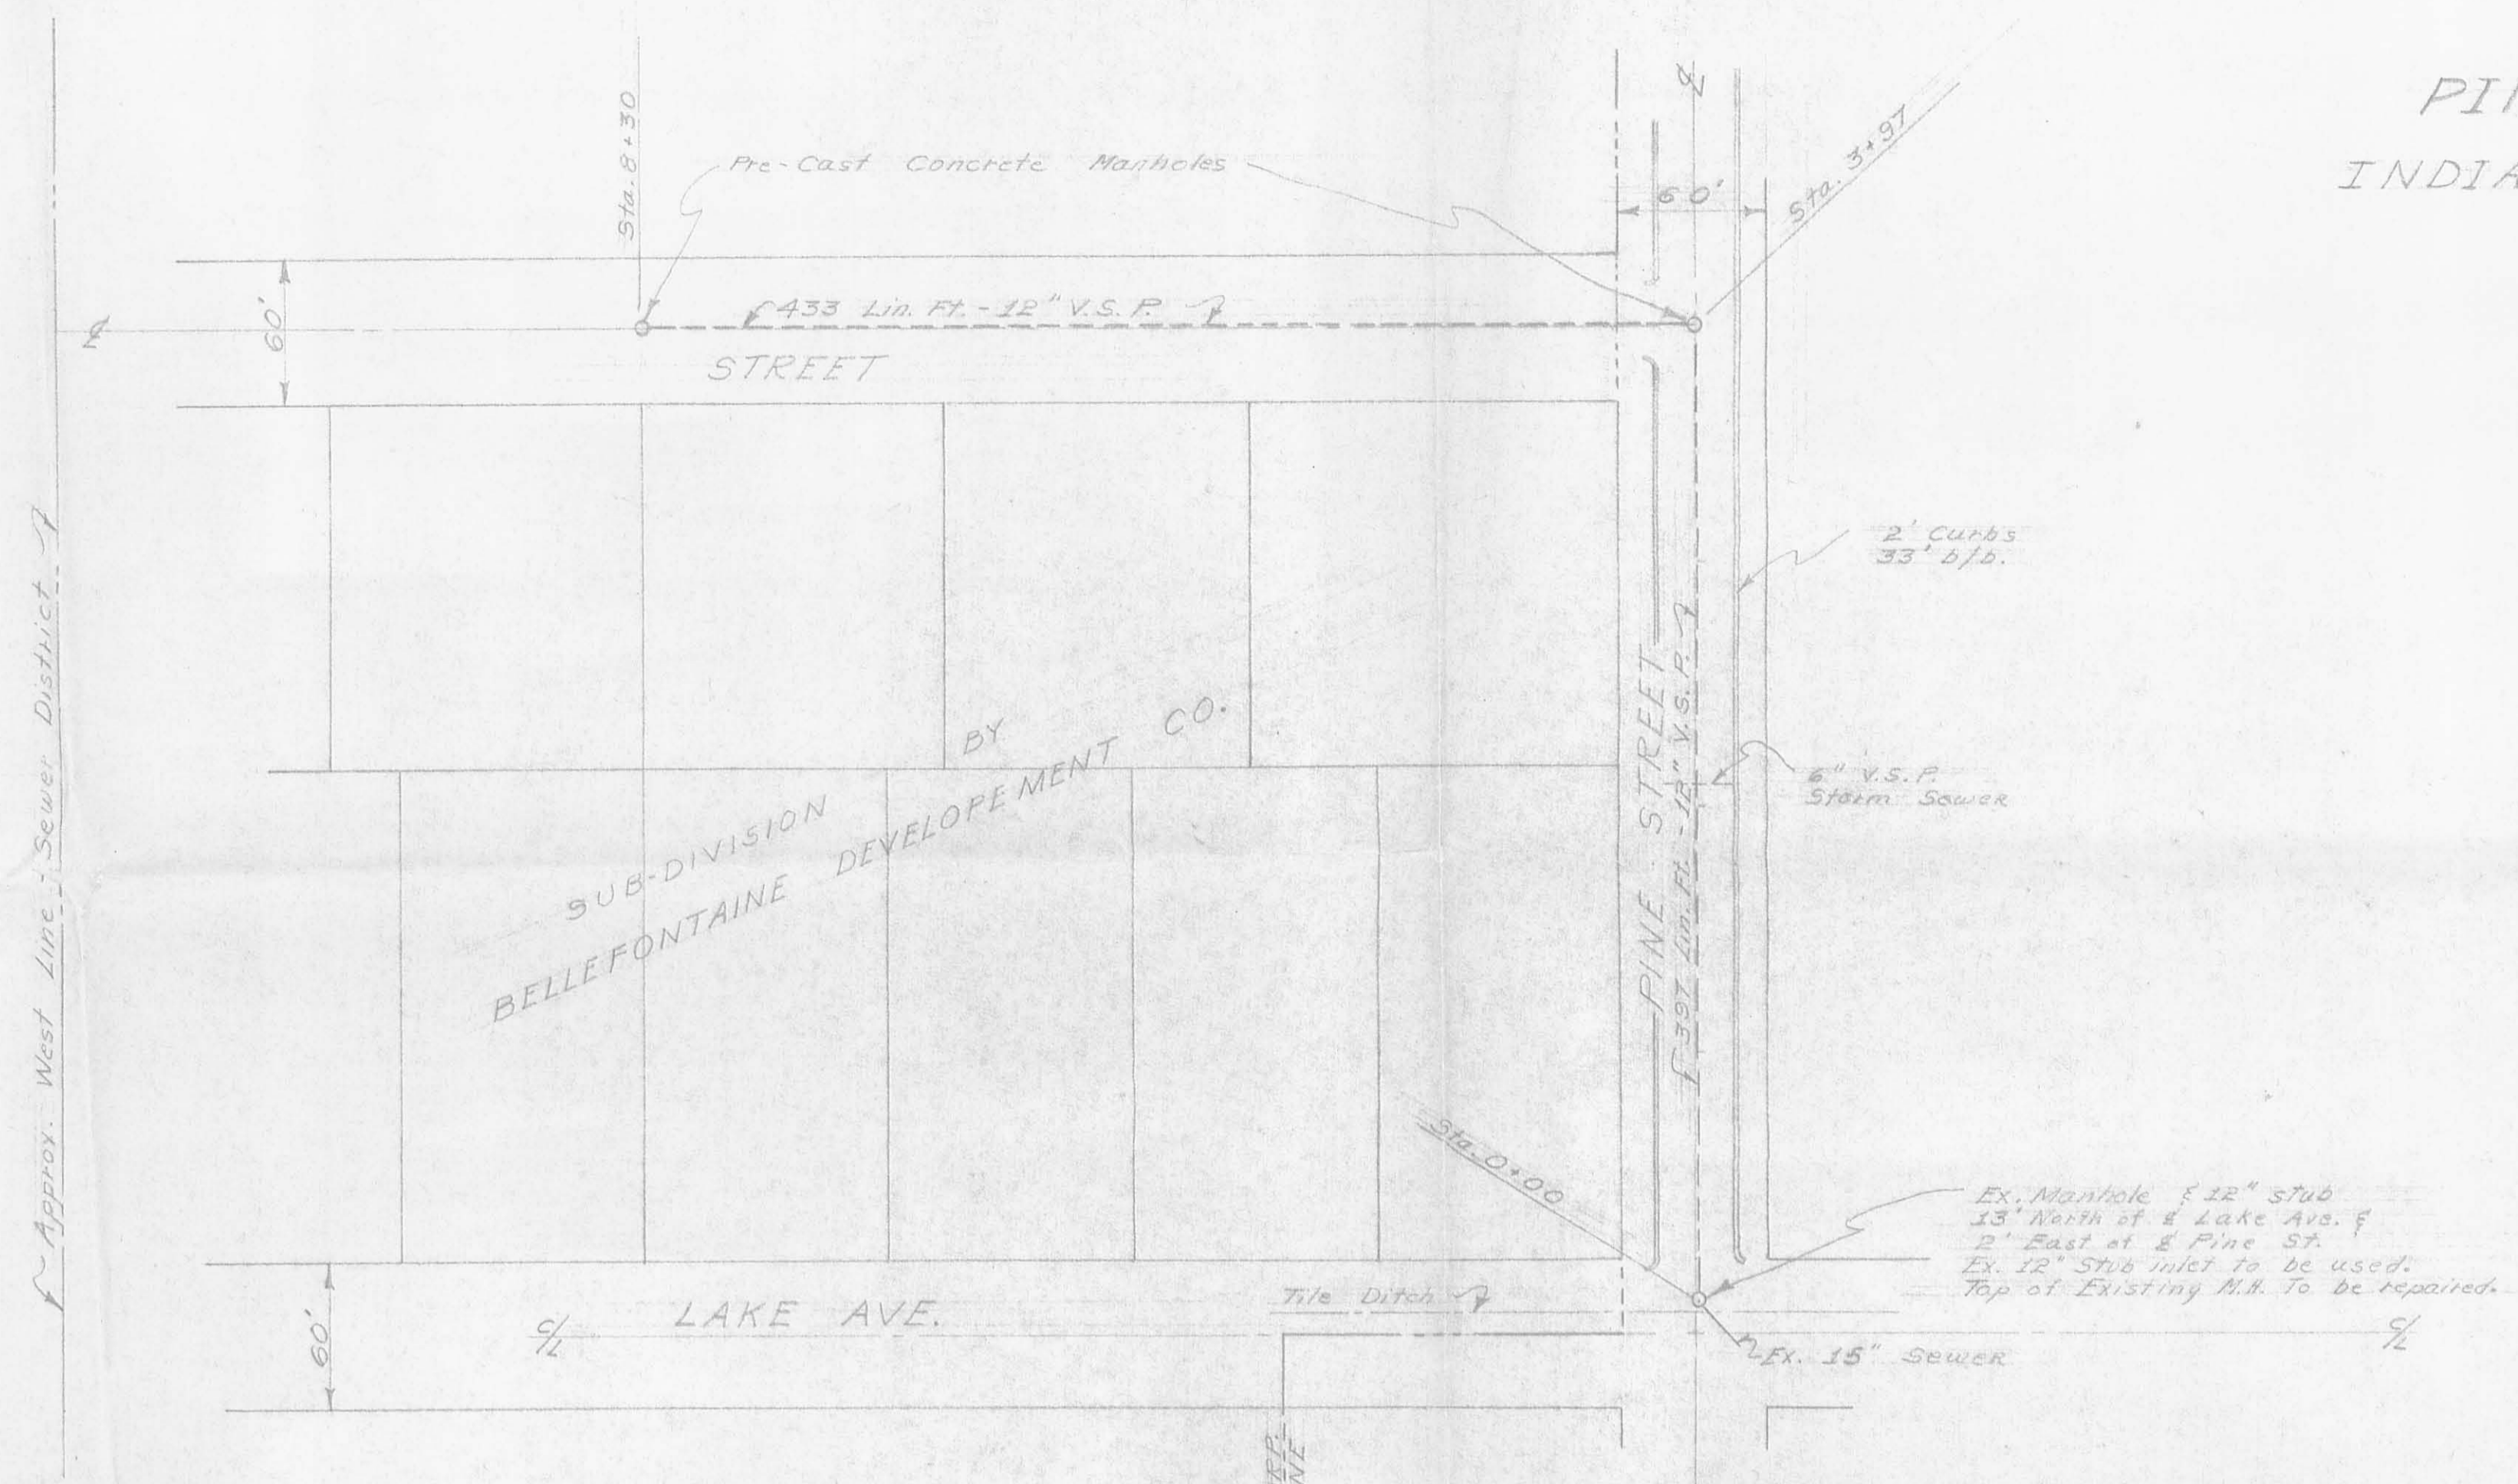 PI
INDIA
Sta. 8+30
Pre-Cast Concrete Manholes
60'
Sta. 3+97
℄
433 Lin. Ft. - 12" V.S.P.
60'
℄
STREET
2' Curbs
33' b/b.
Approx. West Line - Sewer District
SUB-DIVISION
BY
BELLEFONTAINE DEVELOPEMENT CO.
PINE STREET
397 Lin. Ft. - 12" V.S.P.
6" V.S.P.
Storm Sewer
Sta. 0+00
Ex. Manhole & 12" stub
13' North of ℄ Lake Ave. &
2' East of ℄ Pine St.
Ex. 12" Stub inlet to be used.
Top of Existing M.H. To be repaired.
Tile Ditch
LAKE AVE.
℄
℄
60'
Ex. 15" Sewer
RP.
NE